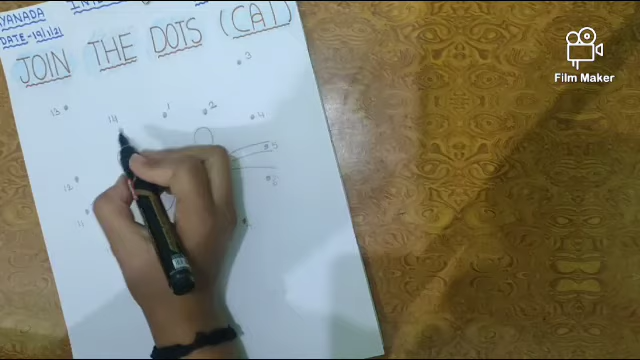 AYANADA
DATE-19/1/21
JOIN THE DOTS (CAT)
3
13
1
2
14
4
5
12
6
11
Film Maker